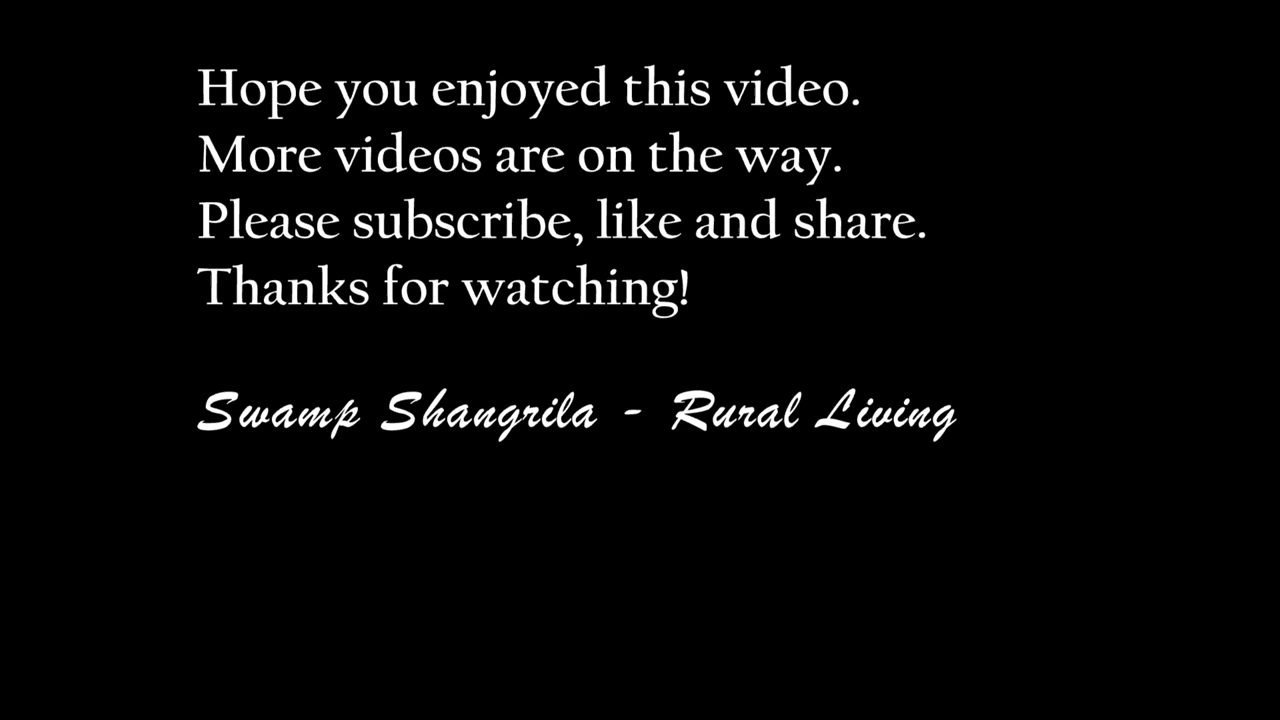 Hope you enjoyed this video.
More videos are on the way.
Please subscribe, like and share.
Thanks for watching!
Swamp Shangrila - Rural Living